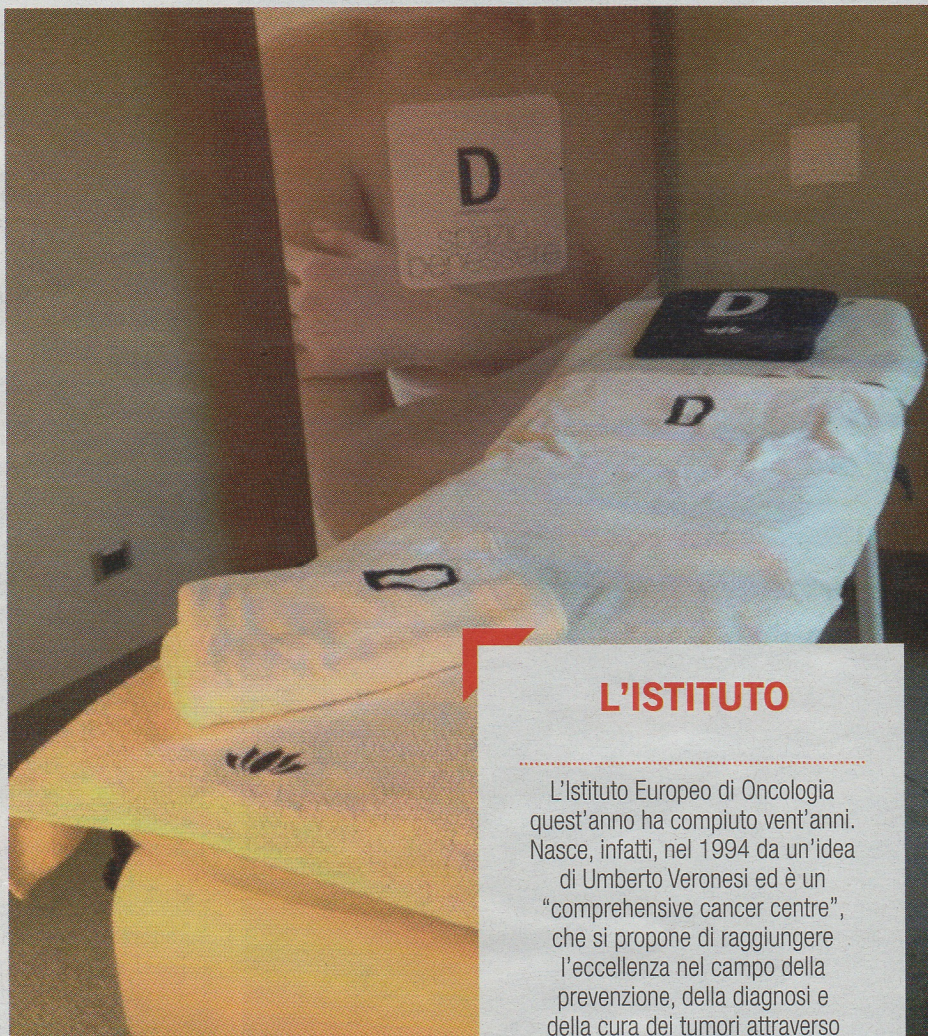 D
spazio
benessere
D
D
D
L'ISTITUTO
L'Istituto Europeo di Oncologia
quest'anno ha compiuto vent'anni.
Nasce, infatti, nel 1994 da un'idea
di Umberto Veronesi ed è un
“comprehensive cancer centre”,
che si propone di raggiungere
l'eccellenza nel campo della
prevenzione, della diagnosi e
della cura dei tumori attraverso